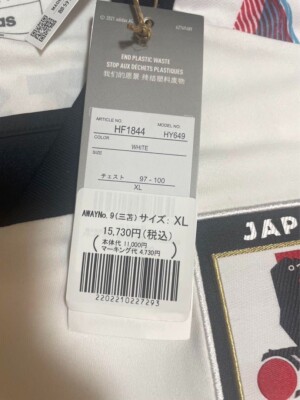 END PLASTIC WASTE
STOP AUX DÉCHETS PLASTIQUES
ARTICLE NO.
MODEL NO.
HF1844
HY649
COLOR
WHITE
SIZE
チェスト 97 - 100
XL
AWAYNo. 9(三笘) サイズ: XL
15,730円(税込)
本体代 11,000円
マーキング代 4,730円
2202210227293
JAP